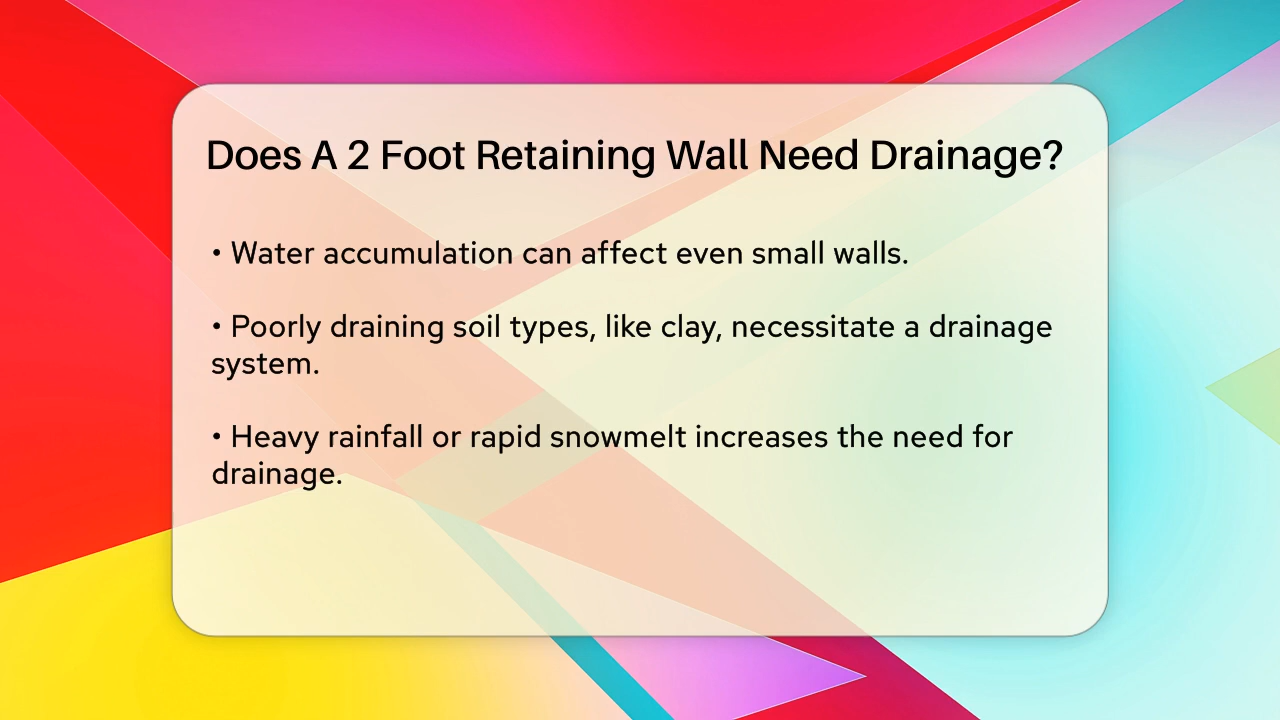 Does A 2 Foot Retaining Wall Need Drainage?
• Water accumulation can affect even small walls.
• Poorly draining soil types, like clay, necessitate a drainage
system.
• Heavy rainfall or rapid snowmelt increases the need for
drainage.